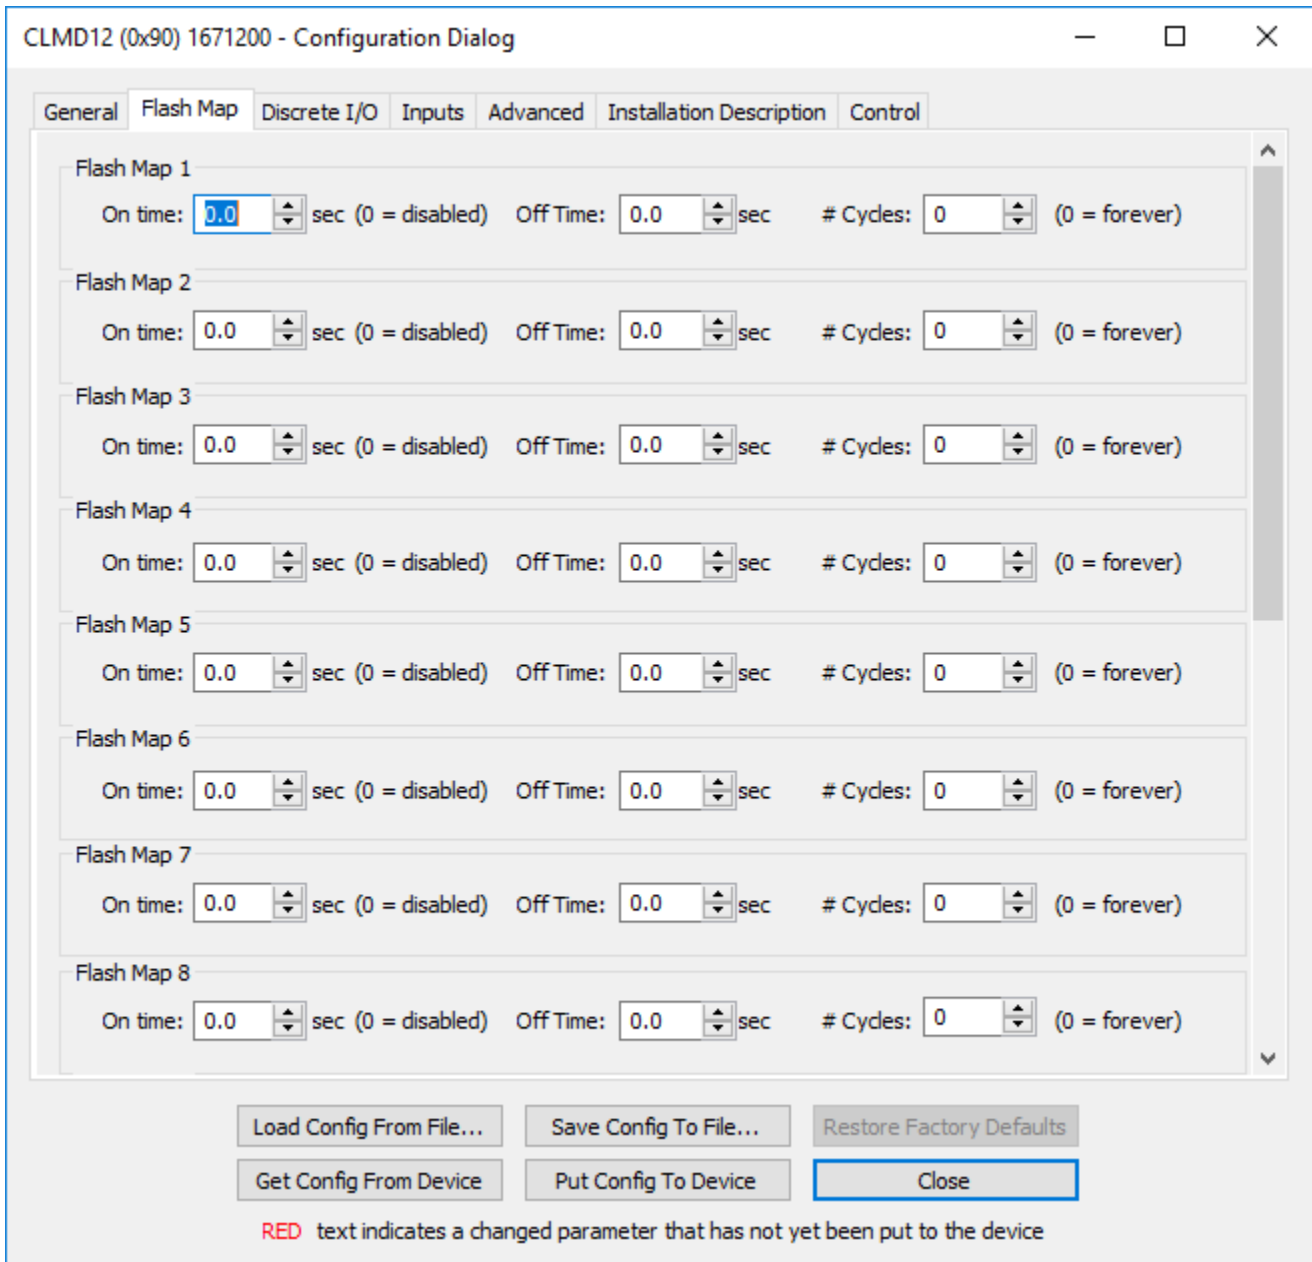 CLMD12 (0x90) 1671200 - Configuration Dialog
General Flash Map Discrete I/O Inputs Advanced Installation Description Control
Flash Map 1
On time: 0.0 sec (0 = disabled) Off Time: 0.0 sec # Cycles: 0 (0 = forever)
Flash Map 2
On time: 0.0 sec (0 = disabled) Off Time: 0.0 sec # Cycles: 0 (0 = forever)
Flash Map 3
On time: 0.0 sec (0 = disabled) Off Time: 0.0 sec # Cycles: 0 (0 = forever)
Flash Map 4
On time: 0.0 sec (0 = disabled) Off Time: 0.0 sec # Cycles: 0 (0 = forever)
Flash Map 5
On time: 0.0 sec (0 = disabled) Off Time: 0.0 sec # Cycles: 0 (0 = forever)
Flash Map 6
On time: 0.0 sec (0 = disabled) Off Time: 0.0 sec # Cycles: 0 (0 = forever)
Flash Map 7
On time: 0.0 sec (0 = disabled) Off Time: 0.0 sec # Cycles: 0 (0 = forever)
Flash Map 8
On time: 0.0 sec (0 = disabled) Off Time: 0.0 sec # Cycles: 0 (0 = forever)
Load Config From File... Save Config To File... Restore Factory Defaults
Get Config From Device Put Config To Device Close
RED text indicates a changed parameter that has not yet been put to the device